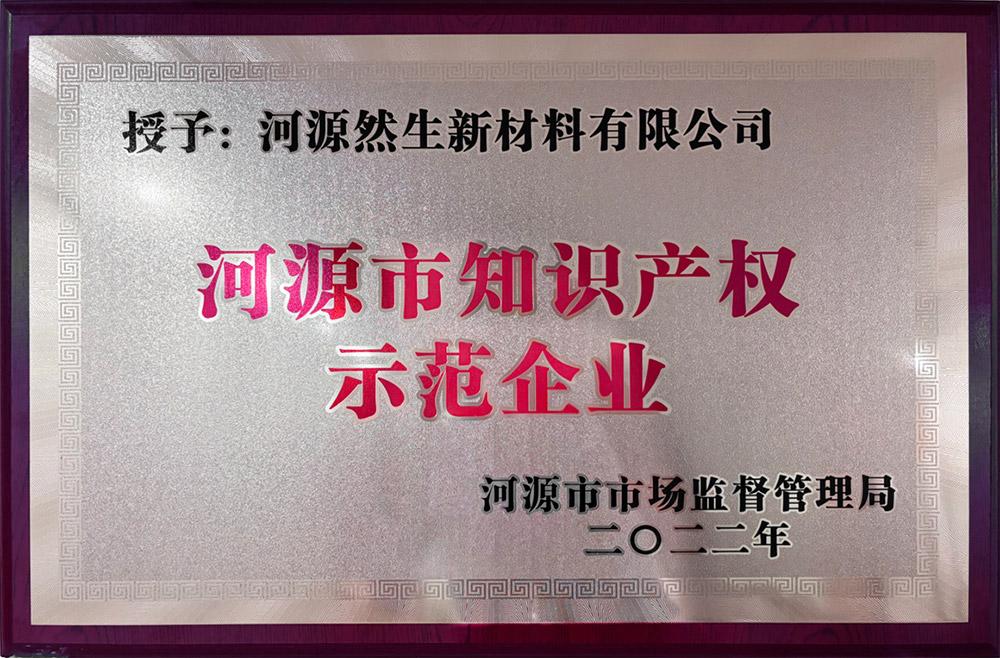 授予：河源然生新材料有限公司
河源市知识产权
示范企业
河源市市场监督管理局
二〇二二年